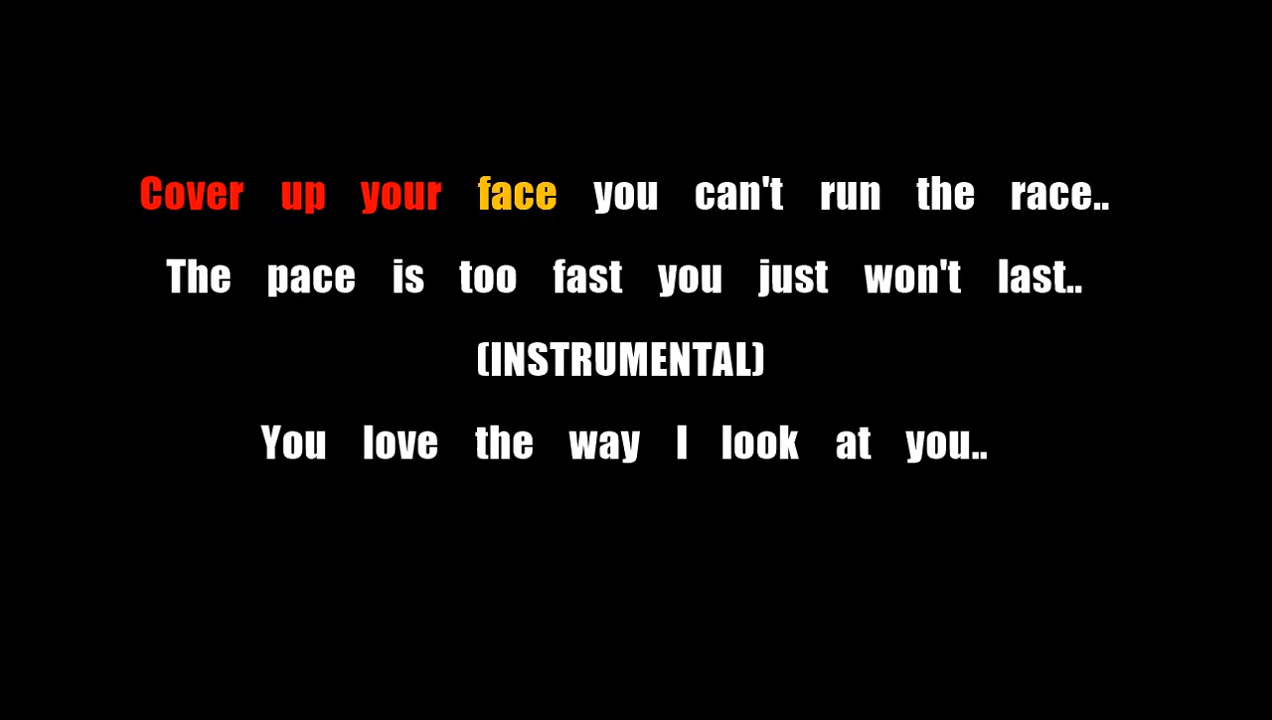 Cover up your face you can't run the race..
The pace is too fast you just won't last..
(INSTRUMENTAL)
You love the way I look at you..